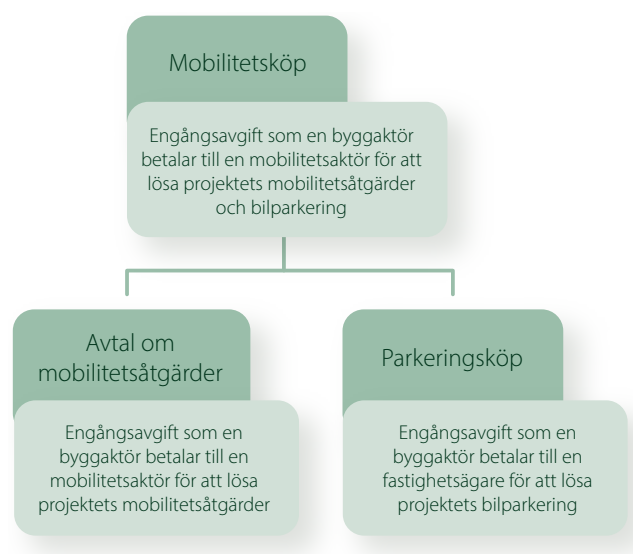 Mobilitetsköp
Engångsavgift som en byggaktör
betalar till en mobilitetsaktör för att
lösa projektets mobilitetsåtgärder
och bilparkering
Avtal om
mobilitetsåtgärder
Engångsavgift som en
byggaktör betalar till en
mobilitetsaktör för att lösa
projektets mobilitetsåtgärder
Parkeringsköp
Engångsavgift som en
byggaktör betalar till en
fastighetsägare för att lösa
projektets bilparkering